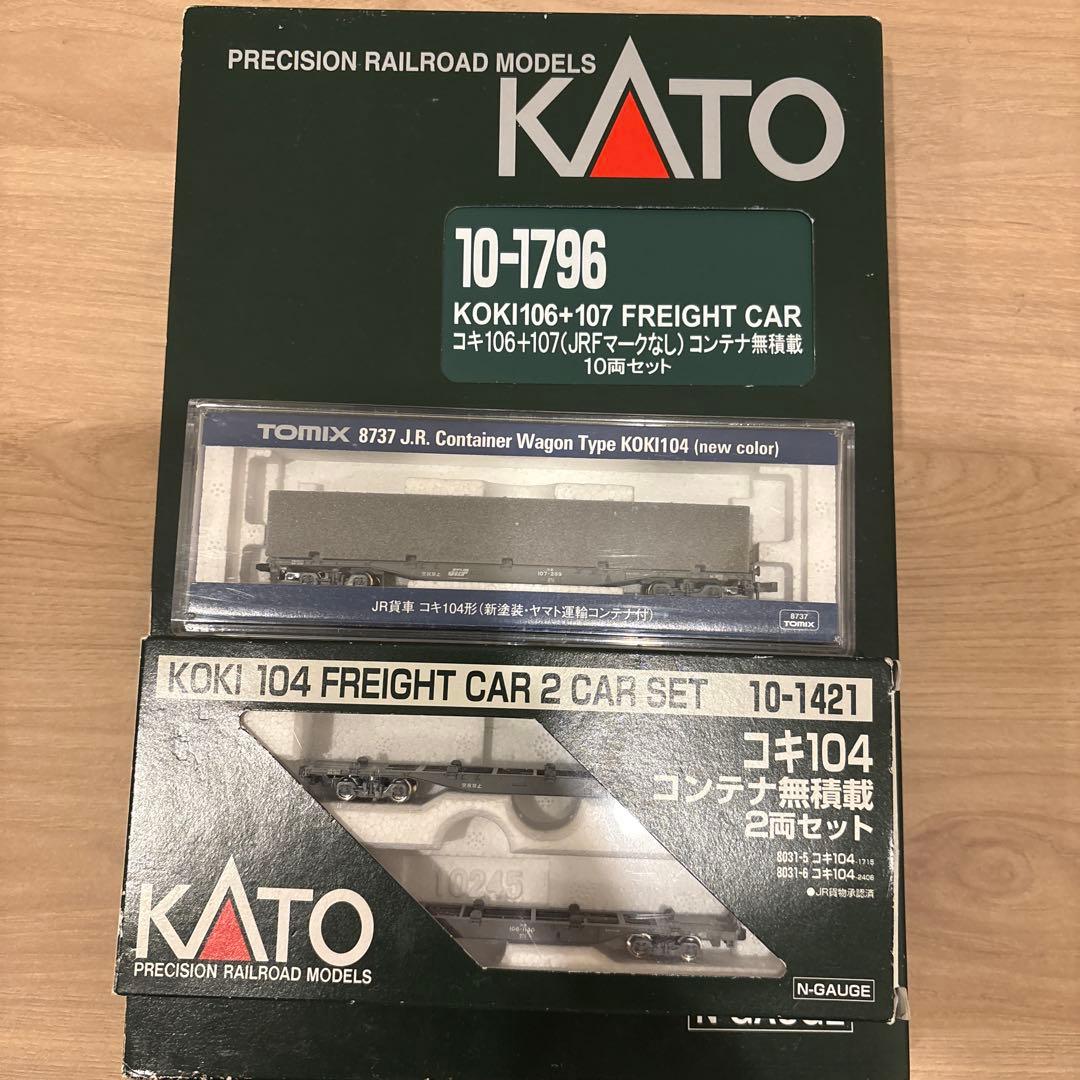 PRECISION RAILROAD MODELS
KATO
10-1796
KOKI106+107 FREIGHT CAR
コキ106+107(JRFマークなし)コンテナ無積載
10両セット
TOMIX 8737 J.R. Container Wagon Type KOKI104 (new color)
107-289
JR貨車 コキ104形(新塗装・ヤマト運輸コンテナ付)
8737
TOMIX
KOKI 104 FREIGHT CAR 2 CAR SET 10-1421
コキ104
コンテナ無積載
2両セット
8031-5 コキ104-1715
8031-6 コキ104-2406
●JR貨物承認済
10245
KATO
PRECISION RAILROAD MODELS
N-GAUGE
N-GAUGE